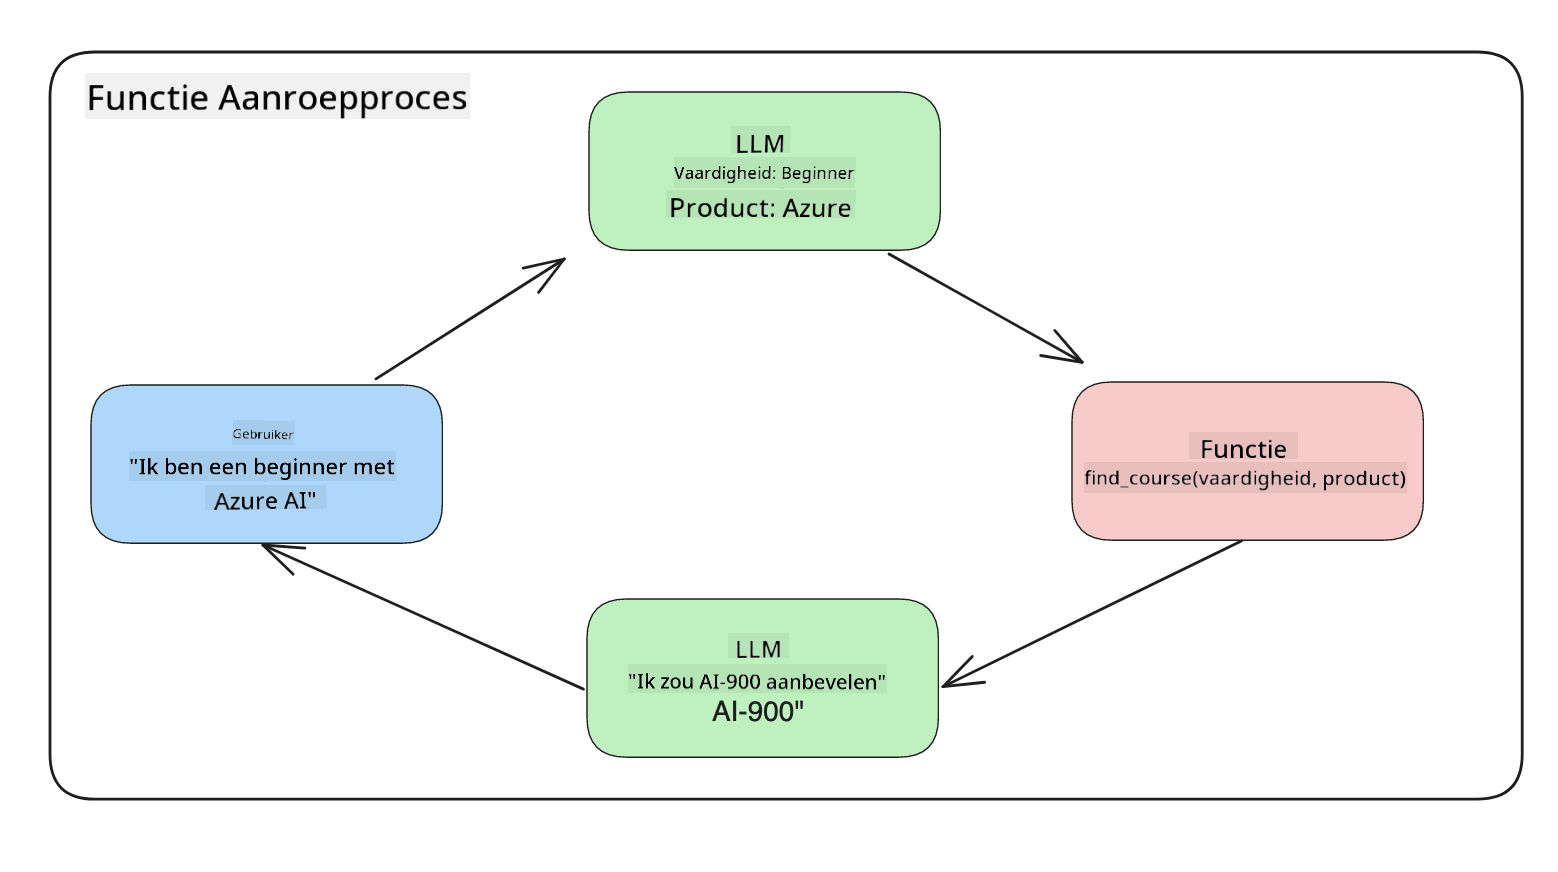 Functie Aanroepproces
LLM
Vaardigheid: Beginner
Product: Azure
Gebruiker
"Ik ben een beginner met
Azure AI"
Functie
find_course(vaardigheid, product)
LLM
"Ik zou AI-900 aanbevelen"
AI-900"